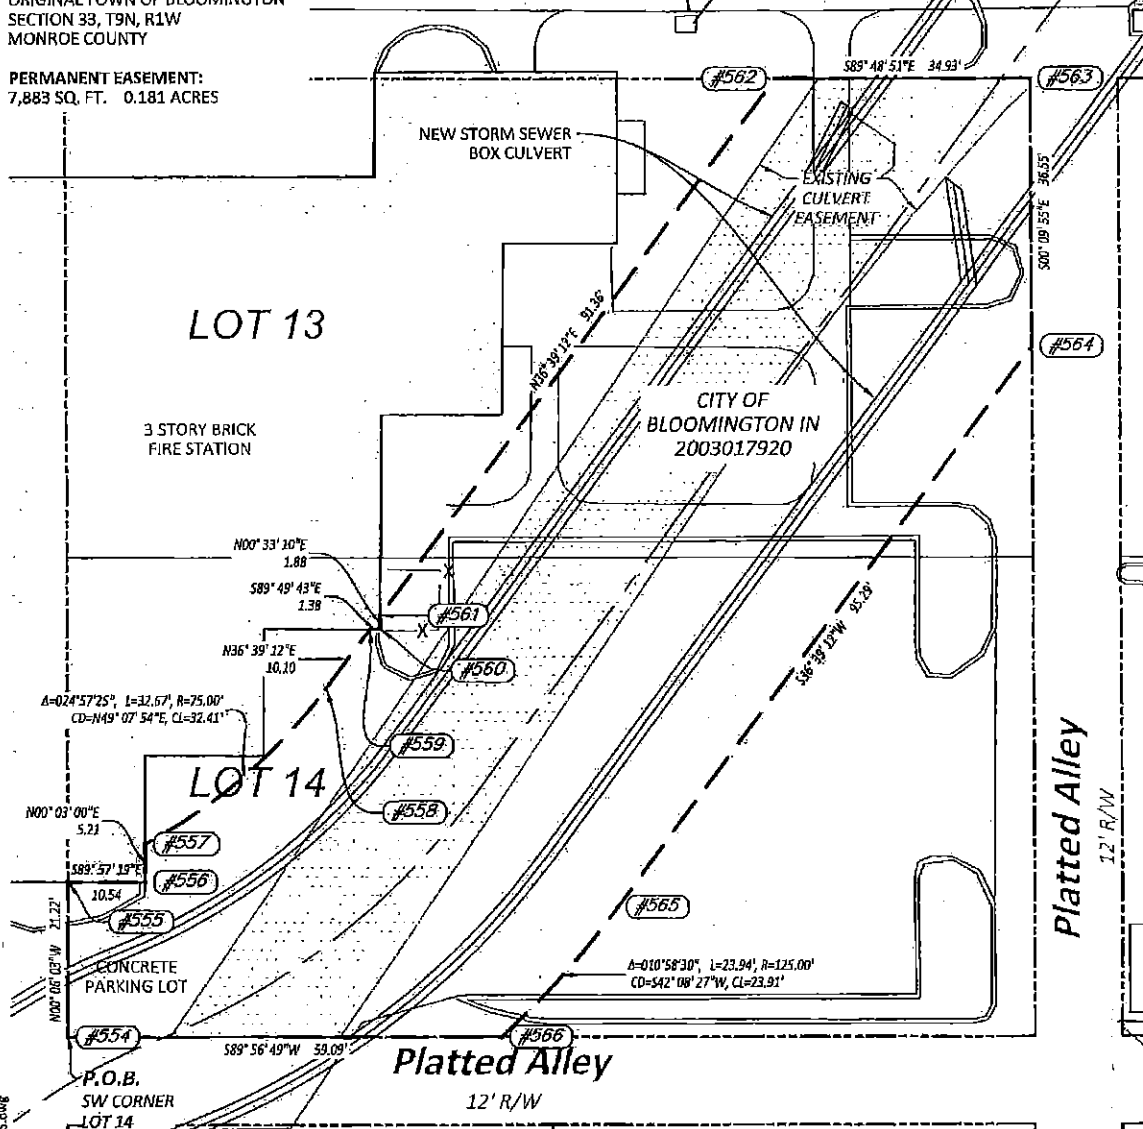 ORIGINAL TOWN OF BLOOMINGTON
SECTION 33, T9N, R1W
MONROE COUNTY
PERMANENT EASEMENT:
7,883 SQ. FT. 0.181 ACRES
#562
S89° 48' 51"E 34.93'
#563
NEW STORM SEWER
BOX CULVERT
EXISTING
CULVERT
EASEMENT
S00° 09' 55"E 36.55'
LOT 13
N36° 39' 12"E 91.36'
#564
3 STORY BRICK
FIRE STATION
CITY OF
BLOOMINGTON IN
2003017920
N00° 33' 10"E
1.88
S89° 49' 43"E
1.38
#561
N36° 39' 12"E
10.10
#560
S36° 39' 12"W 95.29'
Δ=024°57'25", L=32.67', R=75.00'
CD=N49° 07' 54"E, CL=32.41'
#559
LOT 14
#558
N00° 03' 00"E
5.21
#557
S89° 57' 19"E
10.54
#556
#555
#565
N00° 06' 03"W 21.22'
CONCRETE
PARKING LOT
Δ=010°58'30", L=23.94', R=125.00'
CD=S42° 08' 27"W, CL=23.91'
Platted Alley
12' R/W
#554
S89° 56' 49"W 59.09'
#566
Platted Alley
12' R/W
P.O.B.
SW CORNER
LOT 14